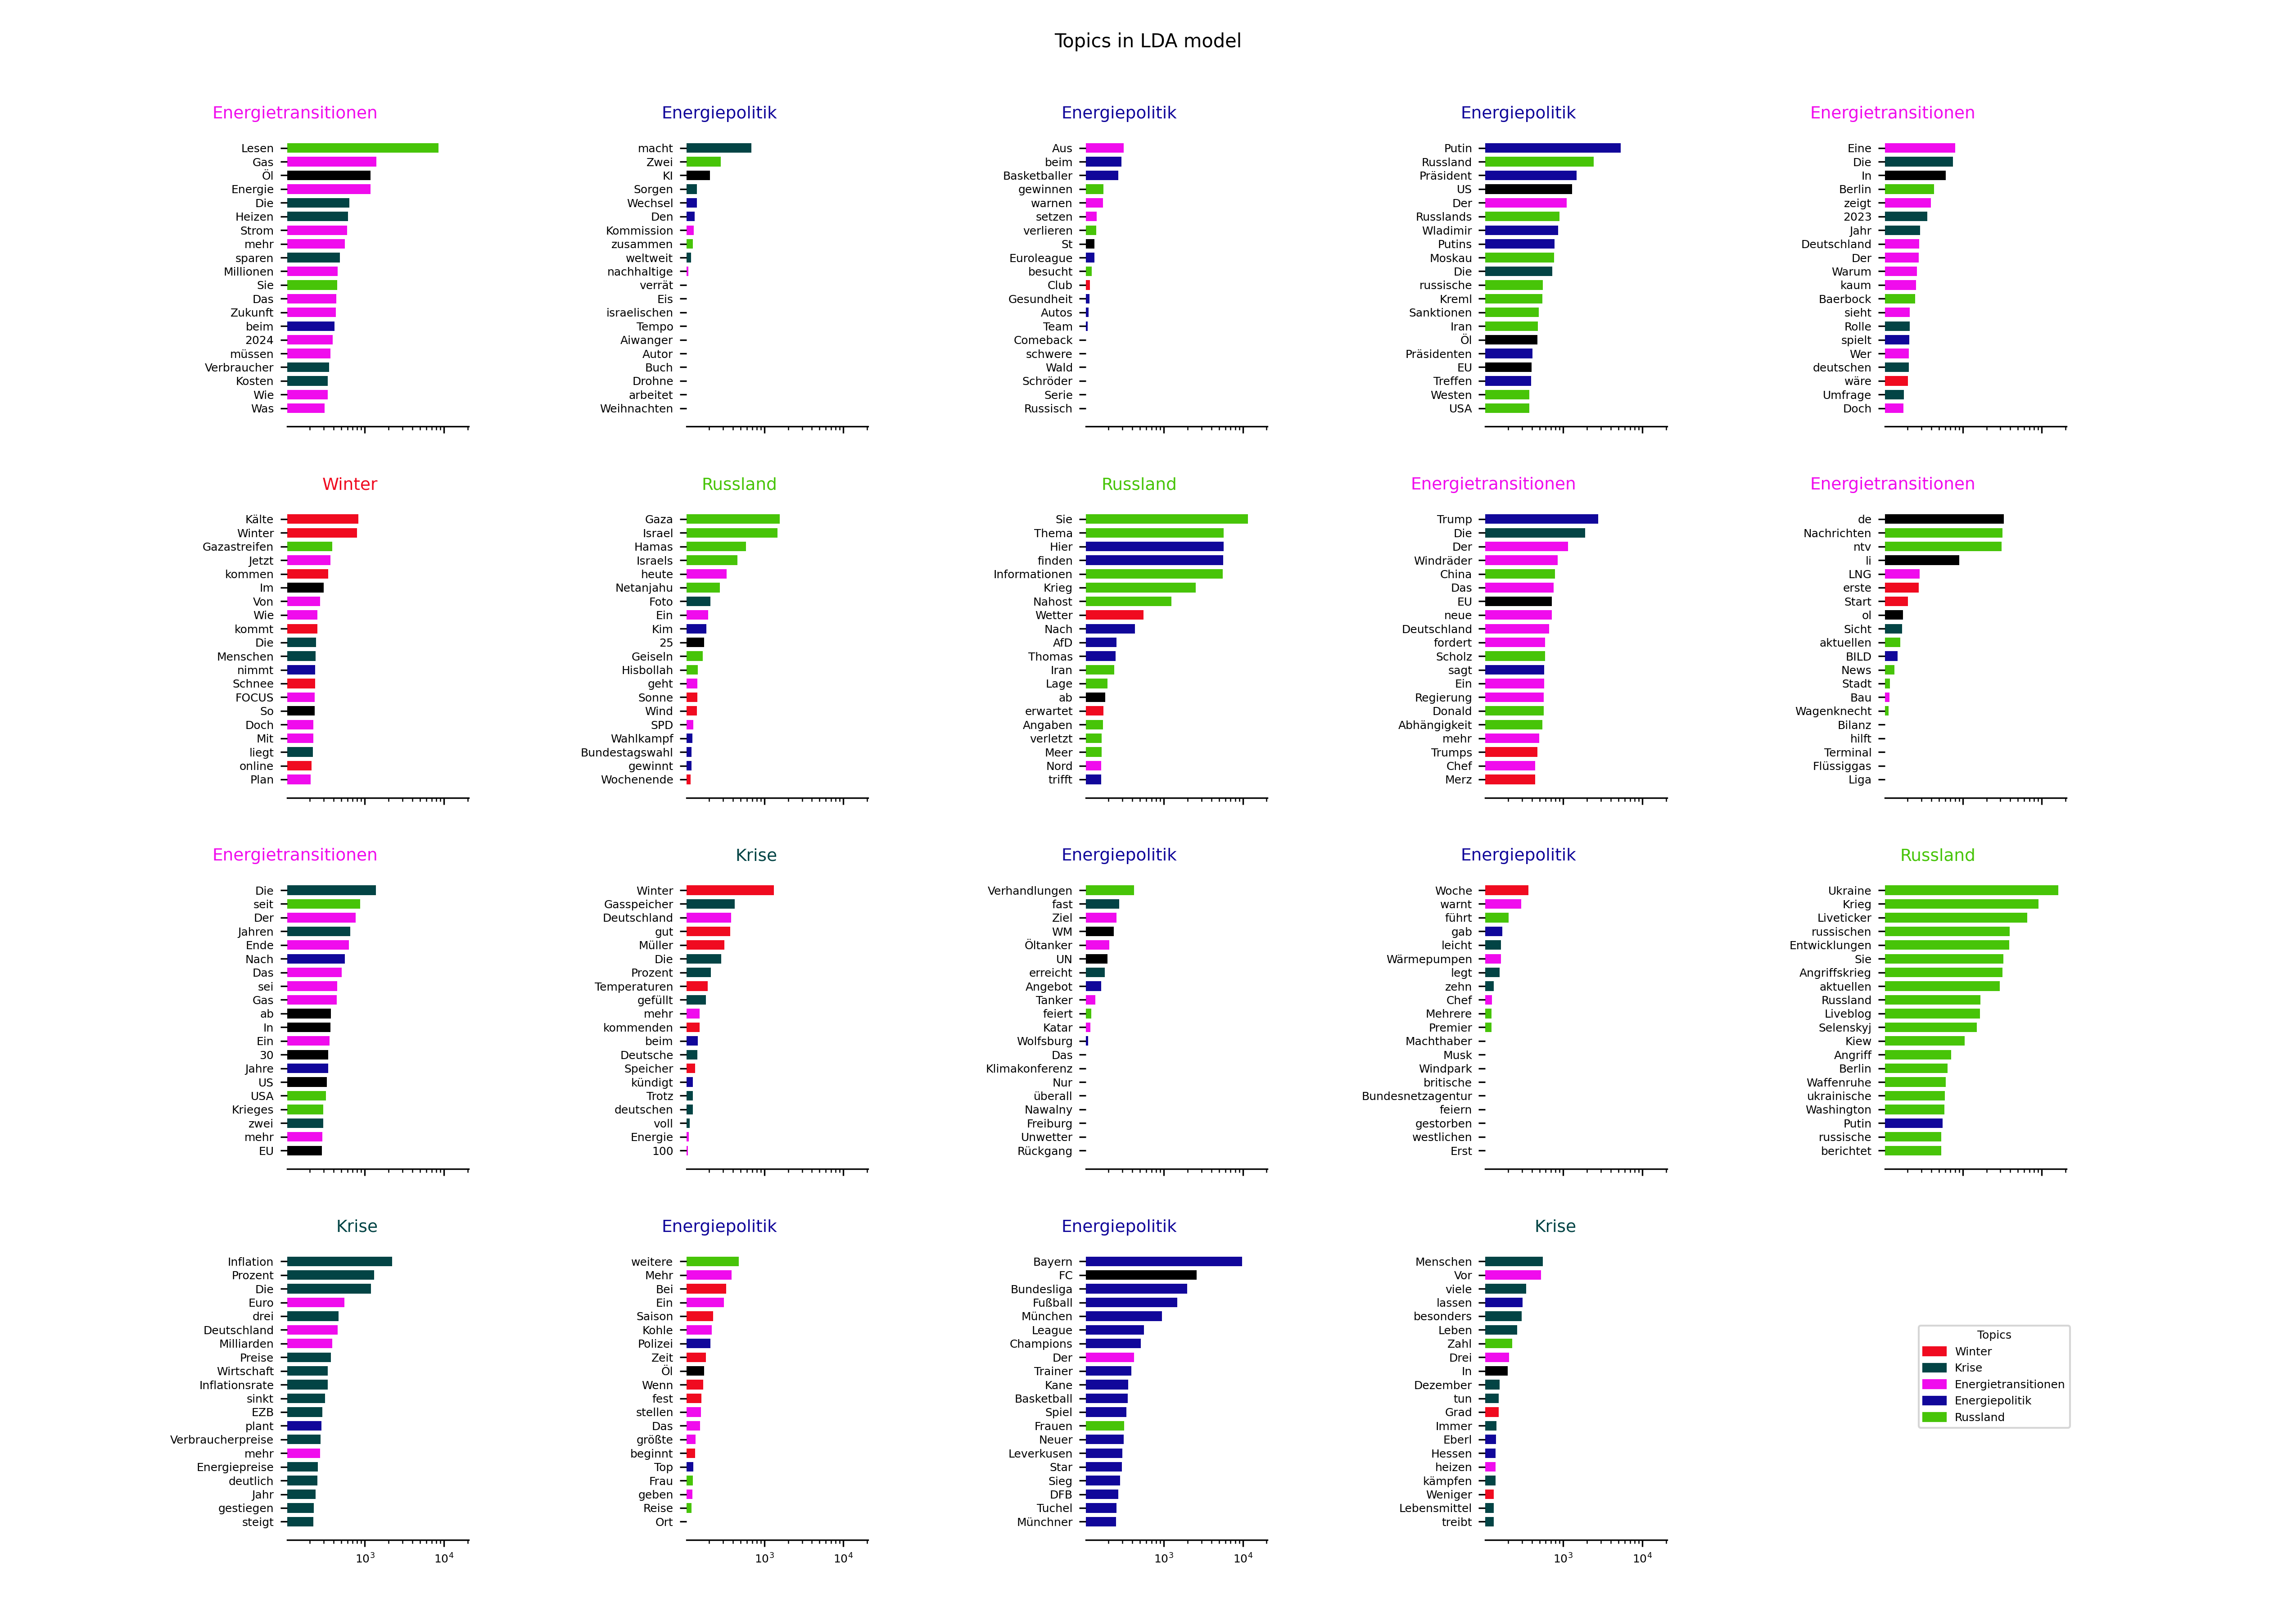 Topics in LDA model
Energietransitionen
Lesen
Gas
Öl
Energie
Die
Heizen
Strom
mehr
sparen
Millionen
Sie
Das
Zukunft
beim
2024
müssen
Verbraucher
Kosten
Wie
Was
Energiepolitik
macht
Zwei
KI
Sorgen
Wechsel
Den
Kommission
zusammen
weltweit
nachhaltige
verrät
Eis
israelischen
Tempo
Aiwanger
Autor
Buch
Drohne
arbeitet
Weihnachten
Energiepolitik
Aus
beim
Basketballer
gewinnen
warnen
setzen
verlieren
St
Euroleague
besucht
Club
Gesundheit
Autos
Team
Comeback
schwere
Wald
Schröder
Serie
Russisch
Energiepolitik
Putin
Russland
Präsident
US
Der
Russlands
Wladimir
Putins
Moskau
Die
russische
Kreml
Sanktionen
Iran
Öl
Präsidenten
EU
Treffen
Westen
USA
Energietransitionen
Eine
Die
In
Berlin
zeigt
2023
Jahr
Deutschland
Der
Warum
kaum
Baerbock
sieht
Rolle
spielt
Wer
deutschen
wäre
Umfrage
Doch
Winter
Kälte
Winter
Gazastreifen
Jetzt
kommen
Im
Von
Wie
kommt
Die
Menschen
nimmt
Schnee
FOCUS
So
Doch
Mit
liegt
online
Plan
Russland
Gaza
Israel
Hamas
Israels
heute
Netanjahu
Foto
Ein
Kim
25
Geiseln
Hisbollah
geht
Sonne
Wind
SPD
Wahlkampf
Bundestagswahl
gewinnt
Wochenende
Russland
Sie
Thema
Hier
finden
Informationen
Krieg
Nahost
Wetter
Nach
AfD
Thomas
Iran
Lage
ab
erwartet
Angaben
verletzt
Meer
Nord
trifft
Energietransitionen
Trump
Die
Der
Windräder
China
Das
EU
neue
Deutschland
fordert
Scholz
sagt
Ein
Regierung
Donald
Abhängigkeit
mehr
Trumps
Chef
Merz
Energietransitionen
de
Nachrichten
ntv
li
LNG
erste
Start
ol
Sicht
aktuellen
BILD
News
Stadt
Bau
Wagenknecht
Bilanz
hilft
Terminal
Flüssiggas
Liga
Energietransitionen
Die
seit
Der
Jahren
Ende
Nach
Das
sei
Gas
ab
In
Ein
30
Jahre
US
USA
Krieges
zwei
mehr
EU
Krise
Winter
Gasspeicher
Deutschland
gut
Müller
Die
Prozent
Temperaturen
gefüllt
mehr
kommenden
beim
Deutsche
Speicher
kündigt
Trotz
deutschen
voll
Energie
100
Energiepolitik
Verhandlungen
fast
Ziel
WM
Öltanker
UN
erreicht
Angebot
Tanker
feiert
Katar
Wolfsburg
Das
Klimakonferenz
Nur
überall
Nawalny
Freiburg
Unwetter
Rückgang
Energiepolitik
Woche
warnt
führt
gab
leicht
Wärmepumpen
legt
zehn
Chef
Mehrere
Premier
Machthaber
Musk
Windpark
britische
Bundesnetzagentur
feiern
gestorben
westlichen
Erst
Russland
Ukraine
Krieg
Liveticker
russischen
Entwicklungen
Sie
Angriffskrieg
aktuellen
Russland
Liveblog
Selenskyj
Kiew
Angriff
Berlin
Waffenruhe
ukrainische
Washington
Putin
russische
berichtet
Krise
Inflation
Prozent
Die
Euro
drei
Deutschland
Milliarden
Preise
Wirtschaft
Inflationsrate
sinkt
EZB
plant
Verbraucherpreise
mehr
Energiepreise
deutlich
Jahr
gestiegen
steigt
10³ 10⁴
Energiepolitik
weitere
Mehr
Bei
Ein
Saison
Kohle
Polizei
Zeit
Öl
Wenn
fest
stellen
Das
größte
beginnt
Top
Frau
geben
Reise
Ort
10³ 10⁴
Energiepolitik
Bayern
FC
Bundesliga
Fußball
München
League
Champions
Der
Trainer
Kane
Basketball
Spiel
Frauen
Neuer
Leverkusen
Star
Sieg
DFB
Tuchel
Münchner
10³ 10⁴
Krise
Menschen
Vor
viele
lassen
besonders
Leben
Zahl
Drei
In
Dezember
tun
Grad
Immer
Eberl
Hessen
heizen
kämpfen
Weniger
Lebensmittel
treibt
10³ 10⁴
Topics
Winter
Krise
Energietransitionen
Energiepolitik
Russland